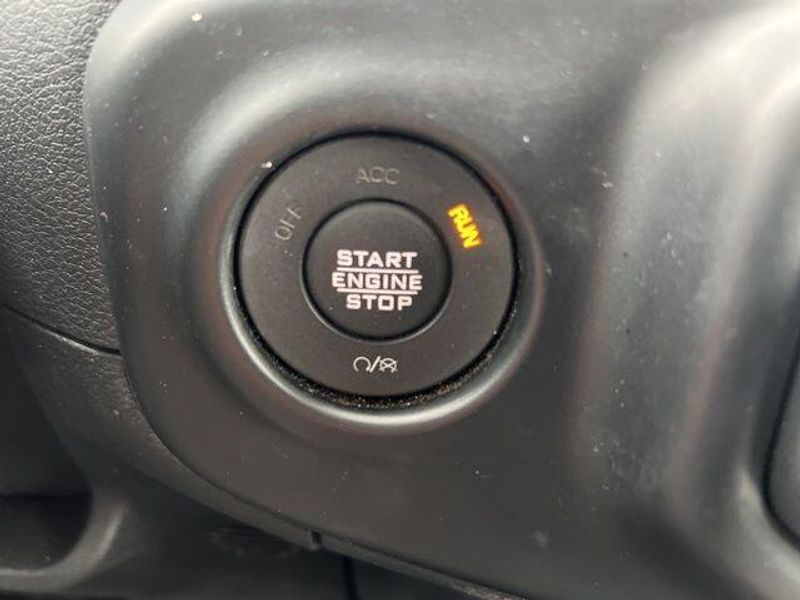 ACC
OFF
RUN
START
ENGINE
STOP